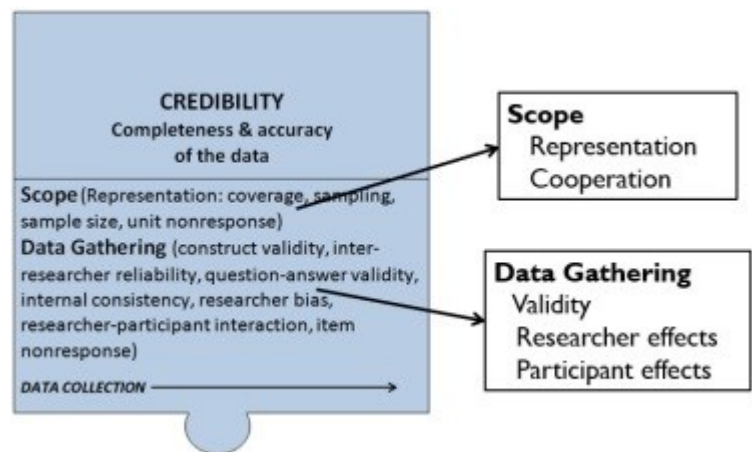 CREDIBILITY
Completeness & accuracy
of the data
Scope (Representation: coverage, sampling,
sample size, unit nonresponse)
Data Gathering (construct validity, inter-
researcher reliability, question-answer validity,
internal consistency, researcher bias,
researcher-participant interaction, item
nonresponse)
DATA COLLECTION
Scope
Representation
Cooperation
Data Gathering
Validity
Researcher effects
Participant effects